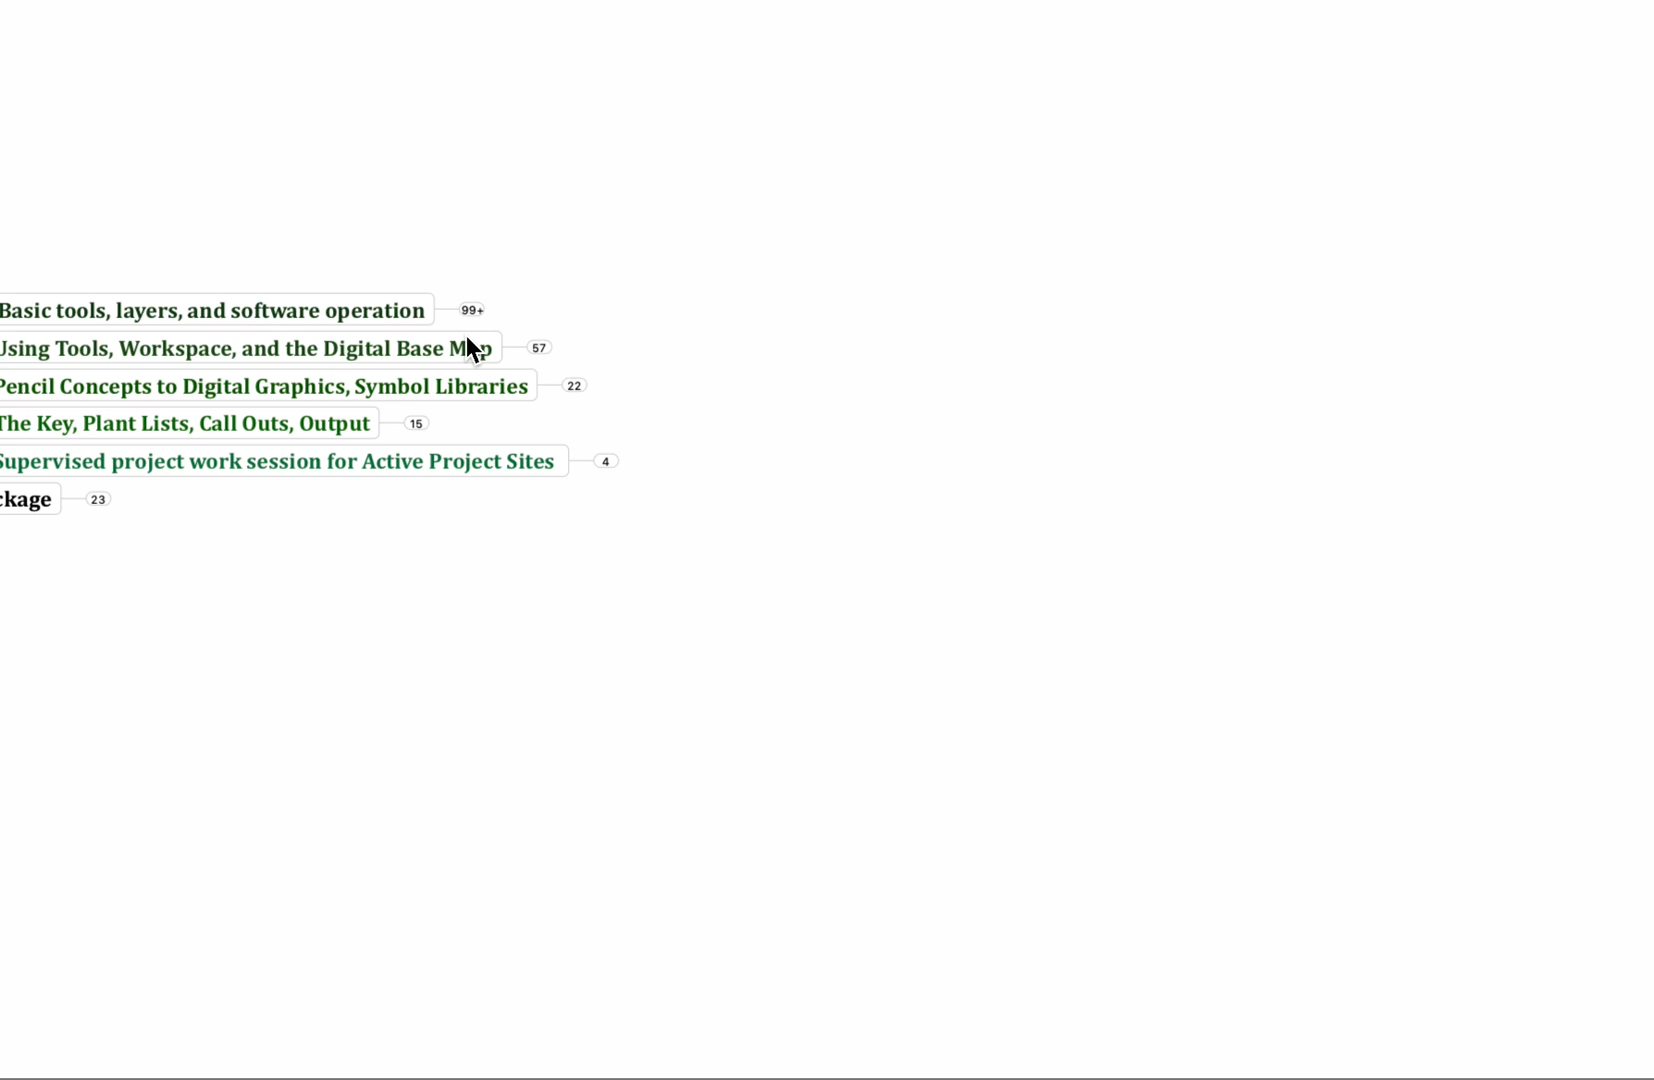 Basic tools, layers, and software operation 99+
Using Tools, Workspace, and the Digital Base Map 57
Pencil Concepts to Digital Graphics, Symbol Libraries 22
The Key, Plant Lists, Call Outs, Output 15
Supervised project work session for Active Project Sites 4
ckage 23